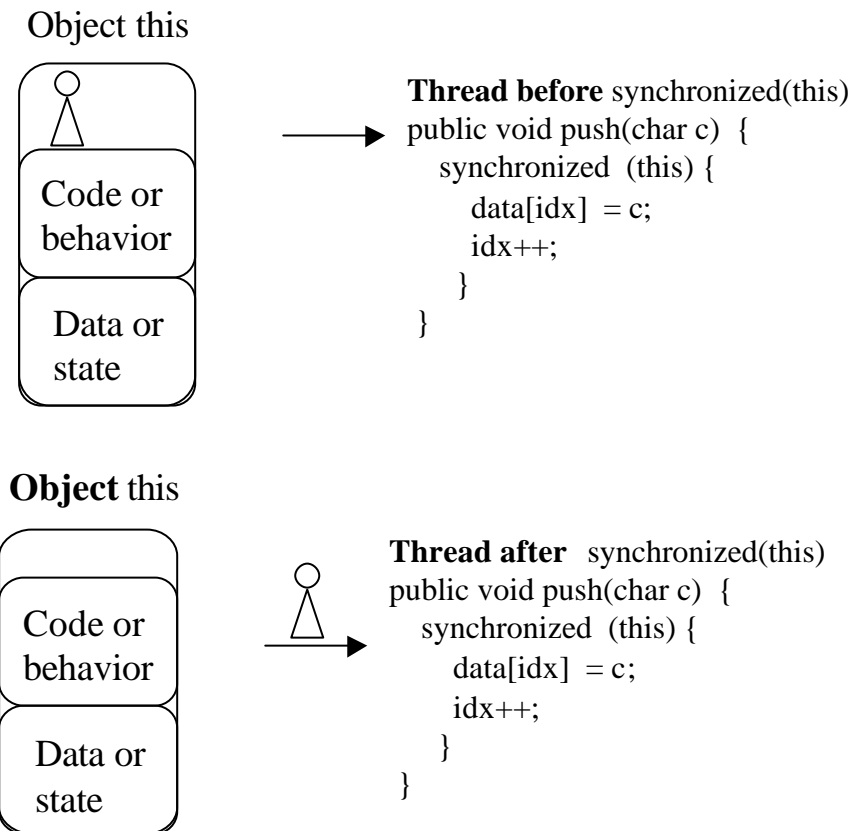 Object this
Code or
behavior
Data or
state
Thread before synchronized(this)
public void push(char c) {
synchronized (this) {
data[idx] = c;
idx++;
}
}
Object this
Code or
behavior
Data or
state
Thread after synchronized(this)
public void push(char c) {
synchronized (this) {
data[idx] = c;
idx++;
}
}